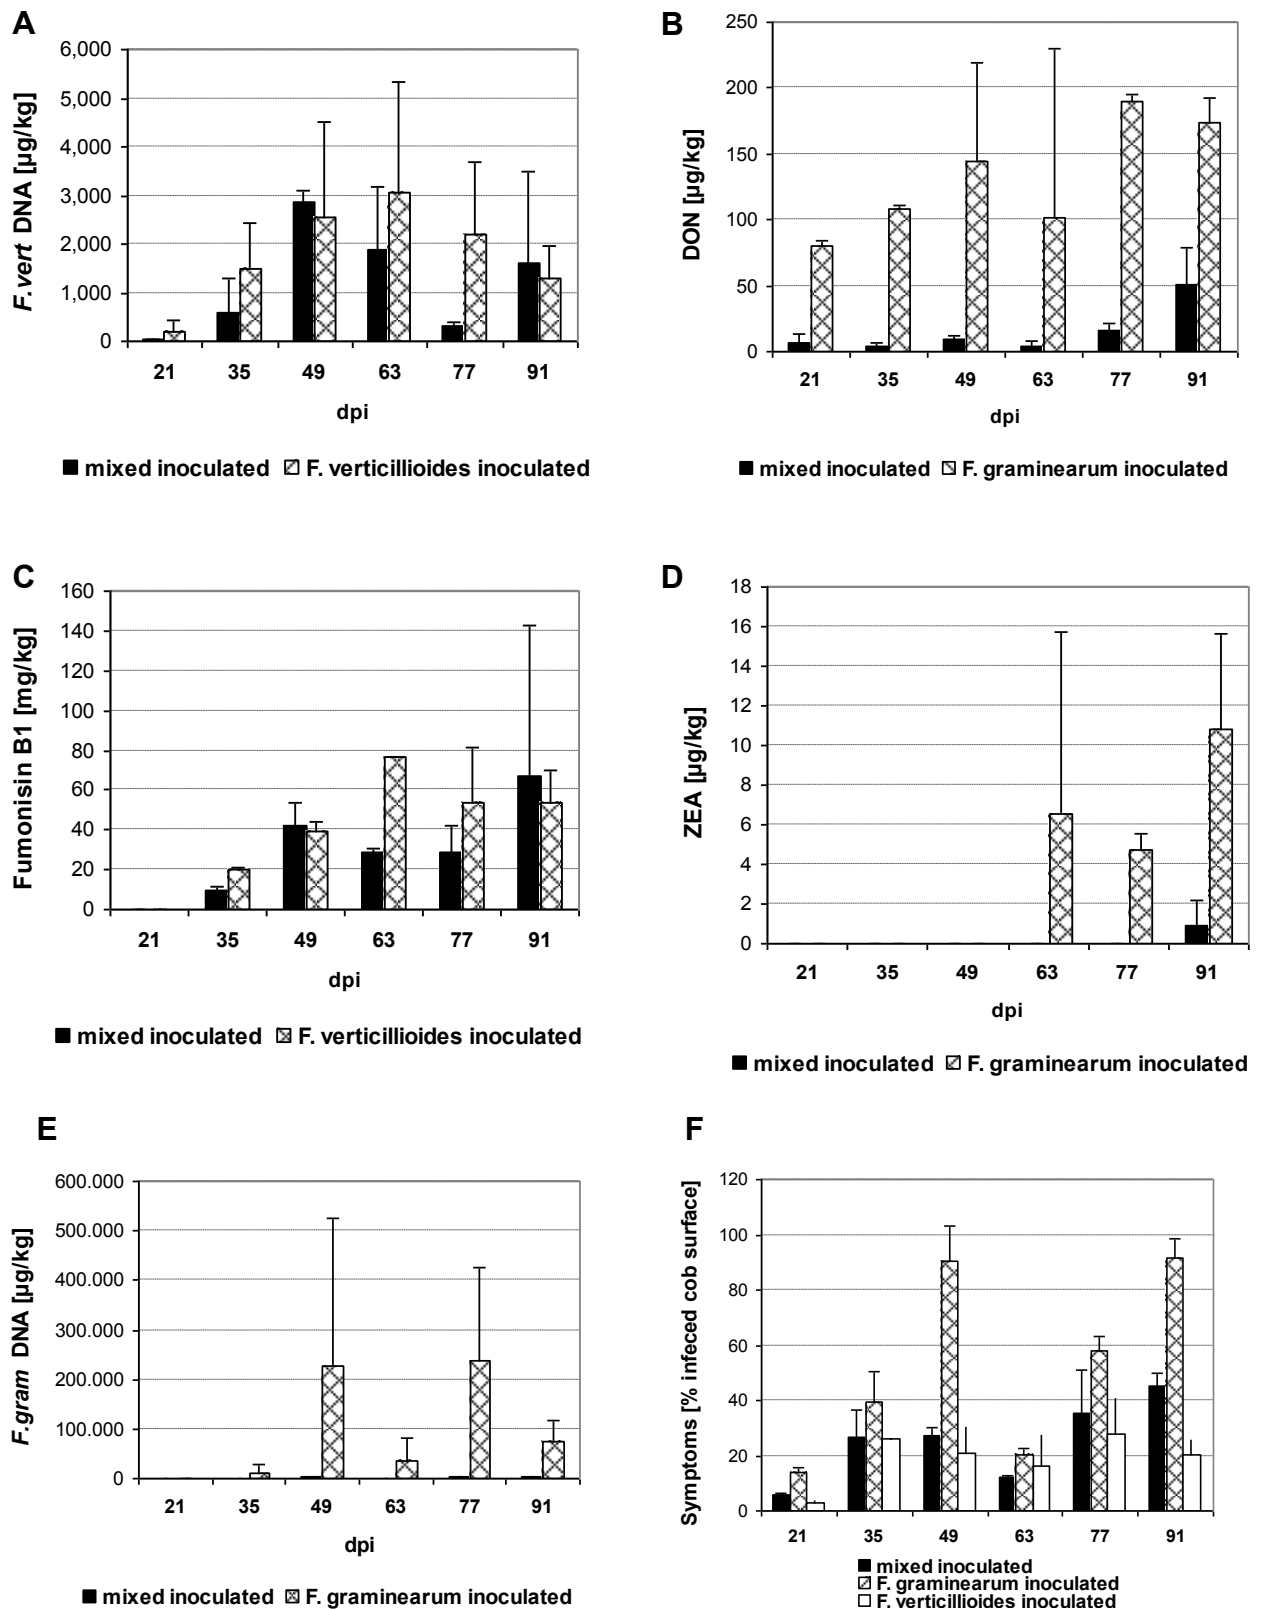 A
F.vert DNA [µg/kg]
6,000
5,000
4,000
3,000
2,000
1,000
0
21 35 49 63 77 91
dpi
mixed inoculated F. verticillioides inoculated
B
DON [µg/kg]
250
200
150
100
50
0
21 35 49 63 77 91
dpi
mixed inoculated F. graminearum inoculated
C
Fumonisin B1 [mg/kg]
160
140
120
100
80
60
40
20
0
21 35 49 63 77 91
dpi
mixed inoculated F. verticillioides inoculated
D
ZEA [µg/kg]
18
16
14
12
10
8
6
4
2
0
21 35 49 63 77 91
dpi
mixed inoculated F. graminearum inoculated
E
F.gram DNA [µg/kg]
600.000
500.000
400.000
300.000
200.000
100.000
0
21 35 49 63 77 91
dpi
mixed inoculated F. graminearum inoculated
F
Symptoms [% infeced cob surface]
120
100
80
60
40
20
0
21 35 49 63 77 91
mixed inoculated
F. graminearum inoculated
F. verticillioides inoculated